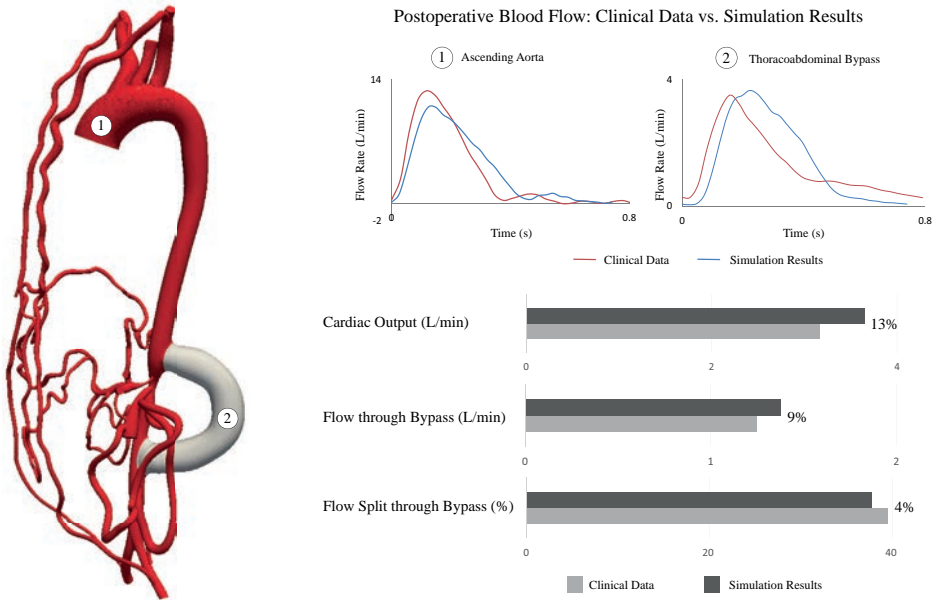 Postoperative Blood Flow: Clinical Data vs. Simulation Results
1 Ascending Aorta
14
Flow Rate (L/min)
-2
0
0.8
Time (s)
2 Thoracoabdominal Bypass
4
Flow Rate (L/min)
0
0
0.8
Time (s)
Clinical Data
Simulation Results
1
2
Cardiac Output (L/min)
13%
0 2 4
Flow through Bypass (L/min)
9%
0 1 2
Flow Split through Bypass (%)
4%
0 20 40
Clinical Data
Simulation Results